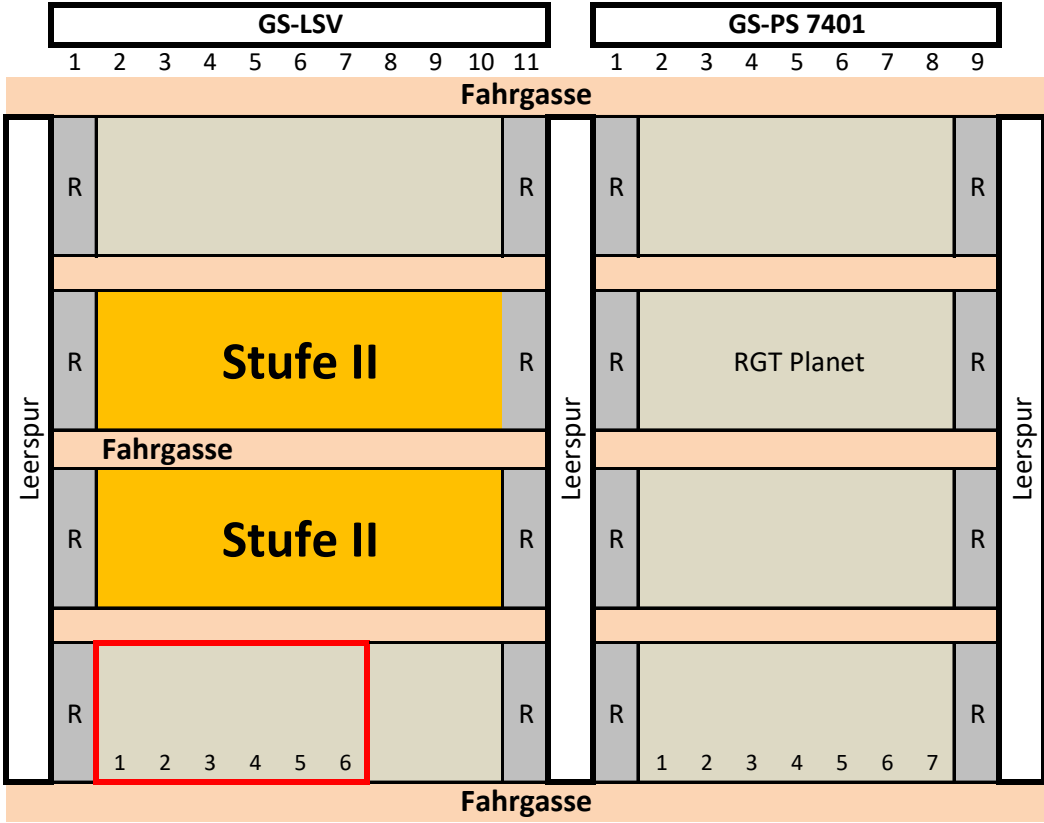 GS-LSV GS-PS 7401
1 2 3 4 5 6 7 8 9 10 11 1 2 3 4 5 6 7 8 9
Fahrgasse
R R R R
R Stufe II R R RGT Planet R
Leerspur Leerspur Leerspur
Fahrgasse
R Stufe II R R R
R R R R
1 2 3 4 5 6 1 2 3 4 5 6 7
Fahrgasse